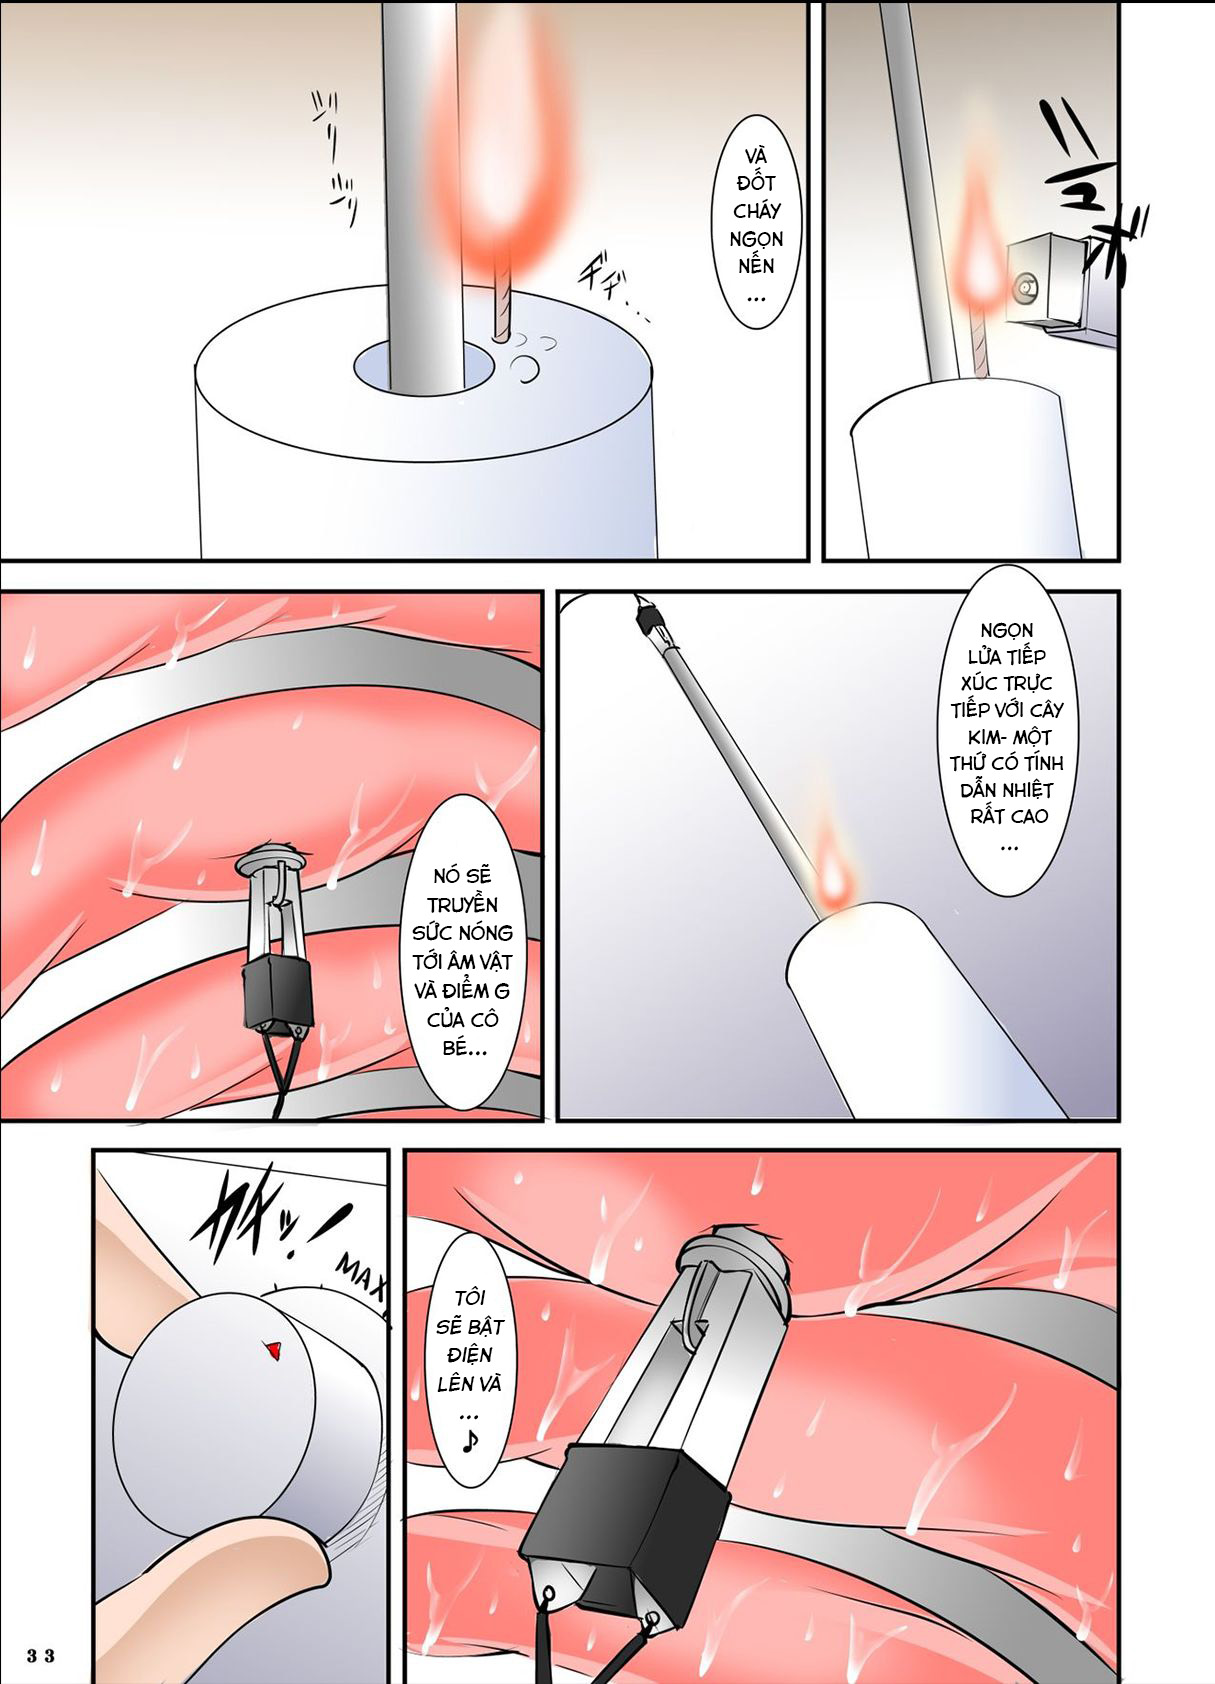 VÀ
ĐỐT
CHÁY
NGỌN
NẾN
...
NGỌN
LỬA TIẾP
XÚC TRỰC
TIẾP VỚI CÂY
KIM- MỘT
THỨ CÓ TÍNH
DẪN NHIỆT
RẤT CAO
...
NÓ SẼ
TRUYỀN
SỨC NÓNG
TỚI ÂM VẬT
VÀ ĐIỂM G
CỦA CÔ
BÉ...
TÔI
SẼ BẬT
ĐIỆN
LÊN VÀ
...
♪
MAX
33